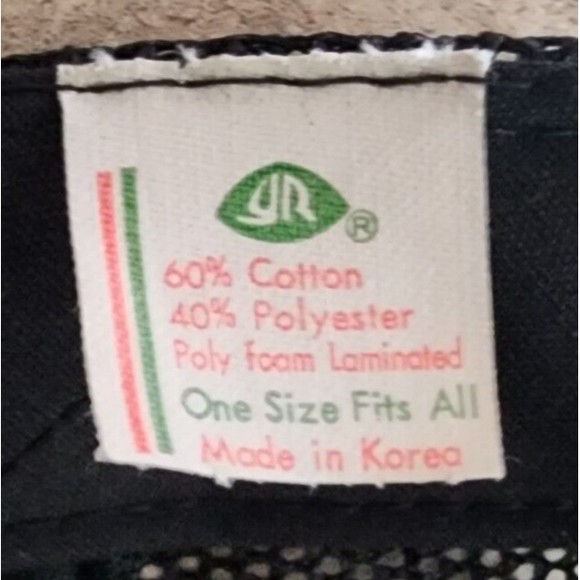 YR ®
60% Cotton
40% Polyester
Poly foam Laminated
One Size Fits All
Made in Korea